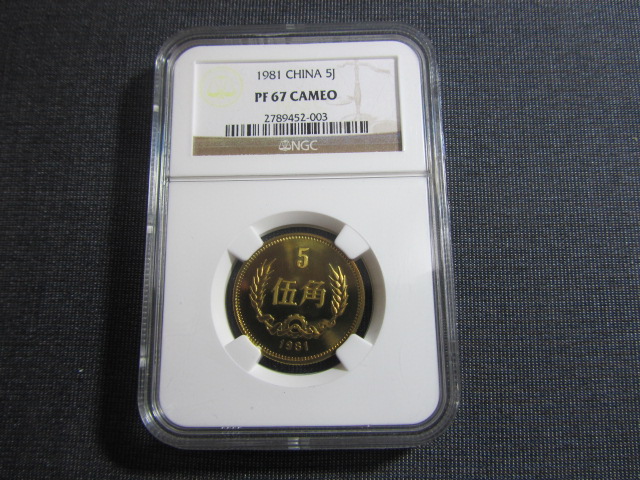 1981 CHINA 5J
PF 67 CAMEO
2789452-003
NGC
5
伍角
1981